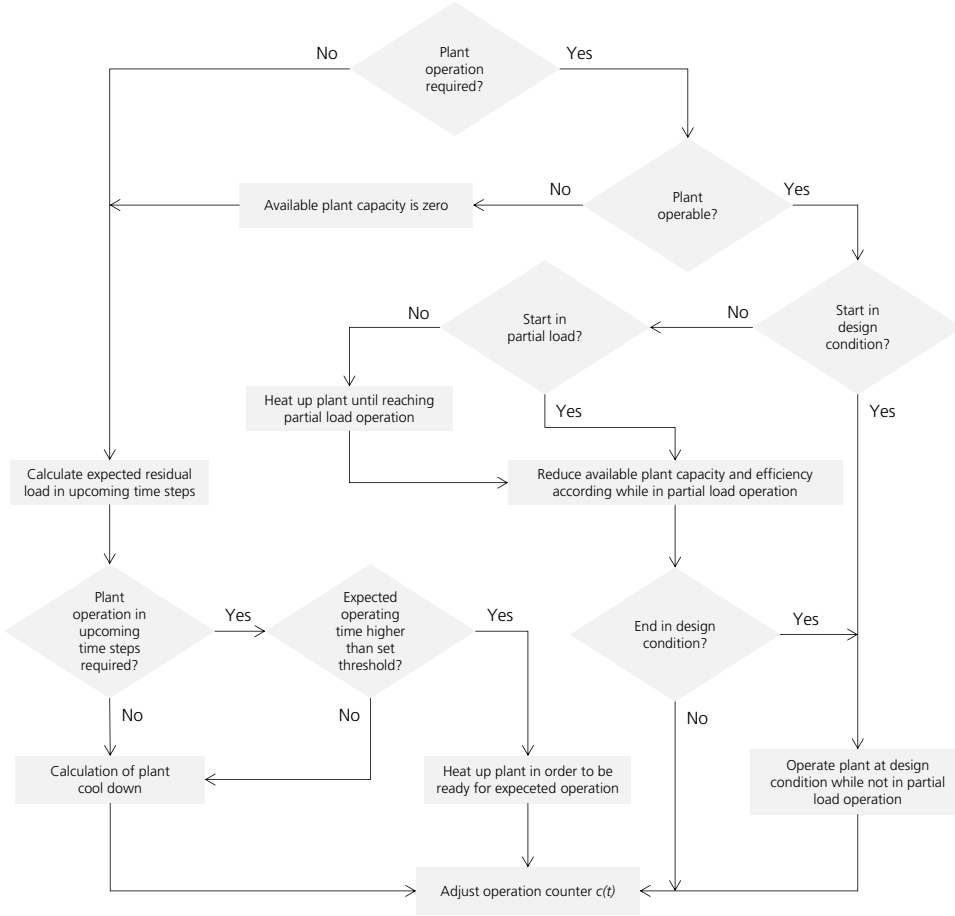 No
Plant
operation
required?
Yes
No
Plant
operable?
Yes
Available plant capacity is zero
No
Start in
partial load?
No
Start in
design
condition?
Heat up plant until reaching
partial load operation
Yes
Yes
Calculate expected residual
load in upcoming time steps
Reduce available plant capacity and efficiency
according while in partial load operation
Plant
operation in
upcoming
time steps
required?
Yes
Expected
operating
time higher
than set
threshold?
Yes
End in design
condition?
Yes
No
No
No
Calculation of plant
cool down
Heat up plant in order to be
ready for expeceted operation
Operate plant at design
condition while not in partial
load operation
Adjust operation counter c(t)